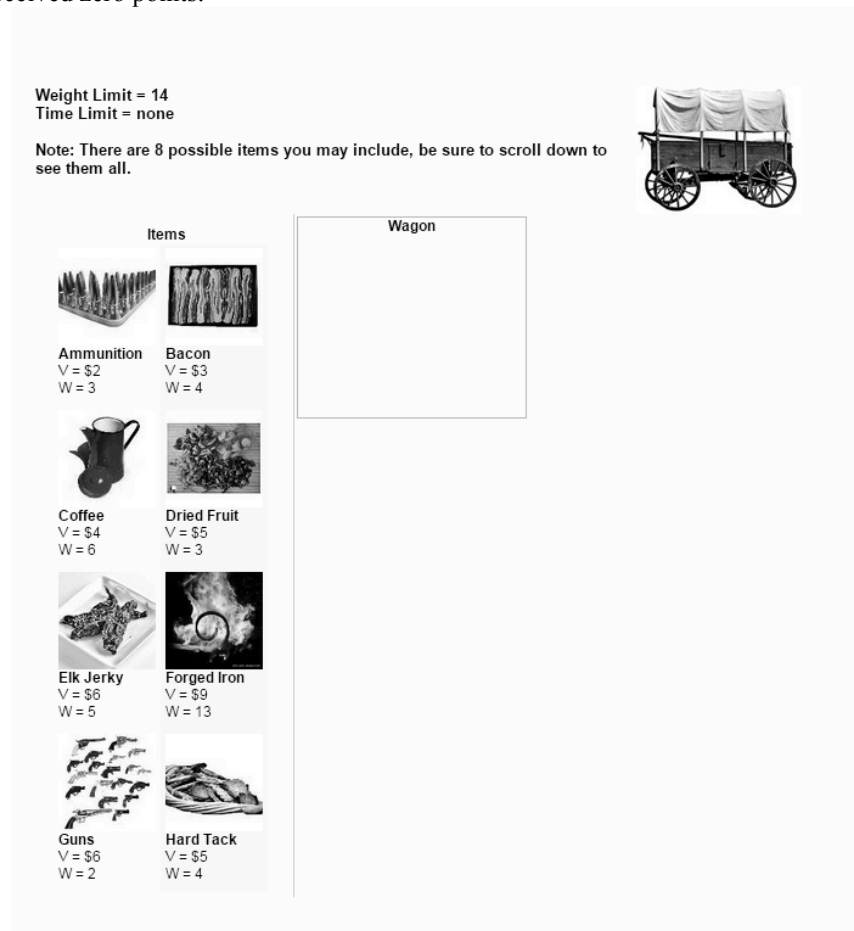 Weight Limit = 14
Time Limit = none
Note: There are 8 possible items you may include, be sure to scroll down to
see them all.
Items
Wagon
Ammunition
V = $2
W = 3
Bacon
V = $3
W = 4
Coffee
V = $4
W = 6
Dried Fruit
V = $5
W = 3
Elk Jerky
V = $6
W = 5
Forged Iron
V = $9
W = 13
Guns
V = $6
W = 2
Hard Tack
V = $5
W = 4